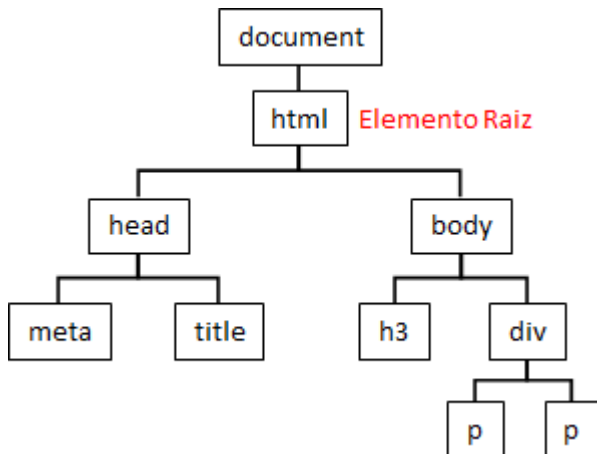 document
html Elemento Raiz
head body
meta title h3 div
p p